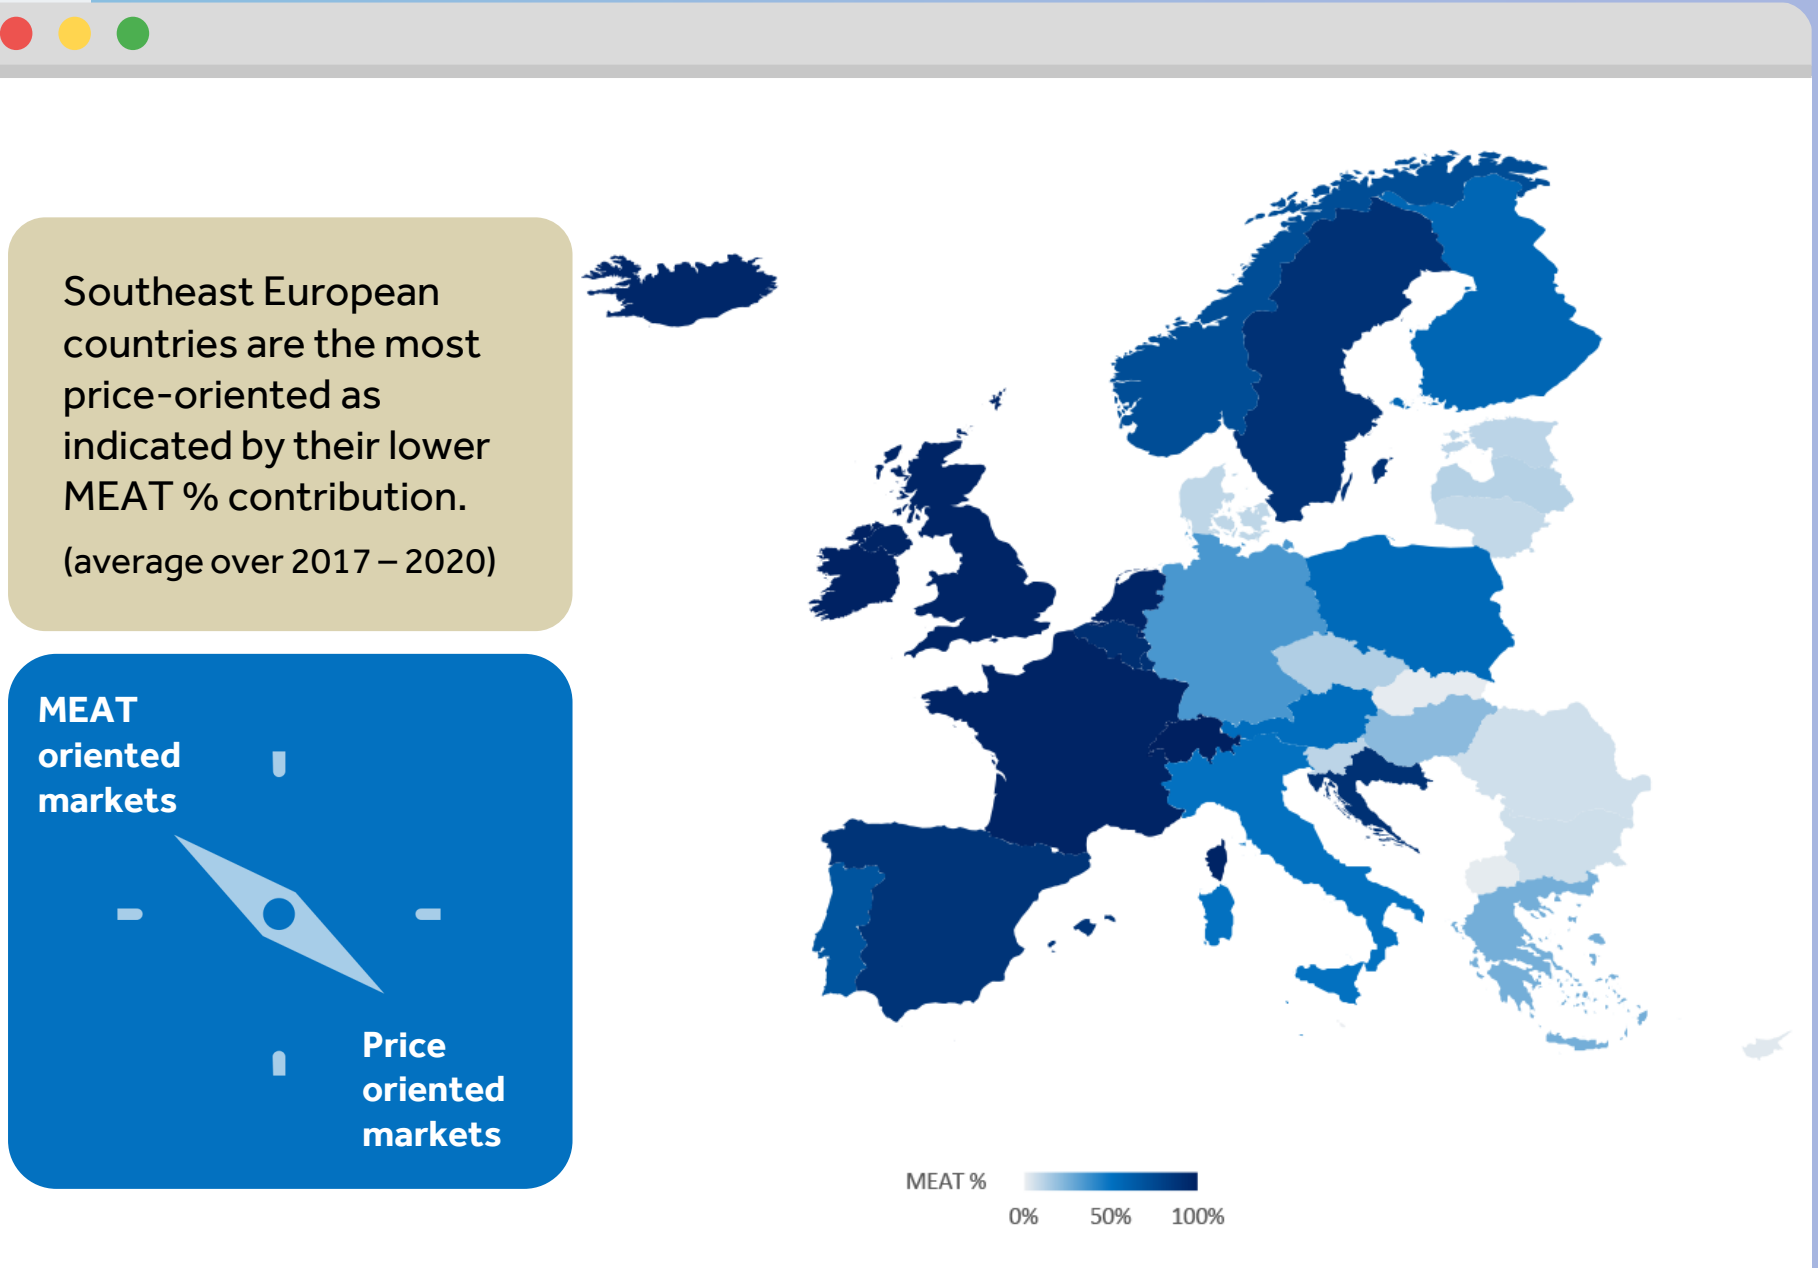 Southeast European
countries are the most
price-oriented as
indicated by their lower
MEAT % contribution.
(average over 2017 – 2020)
MEAT
oriented
markets
Price
oriented
markets
MEAT %
0% 50% 100%